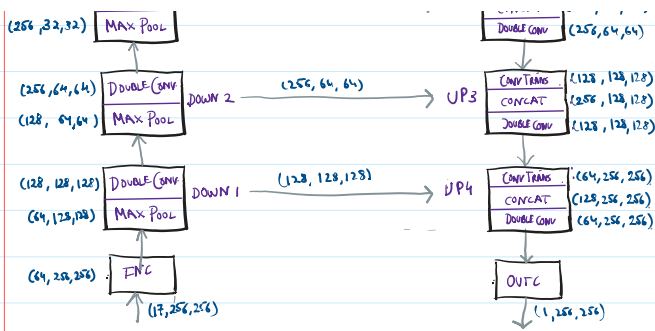 (256,32,32) MAX POOL
(256,64,64) DOUBLE CONV
(128, 64,64) MAX POOL
DOWN 2
(256, 64, 64)
(128, 128,128) DOUBLE CONV
(64,128,128) MAX POOL
DOWN 1
(128, 128,128)
(64,256,256) INC
(17,256,256)
DOUBLE CONV (256,64,64)
UP3
CONV TRANS (128, 128, 128)
CONCAT (256, 128,128)
DOUBLE CONV (128, 128,128)
UP4
CONV TRANS (64,256,256)
CONCAT (128,256,256)
DOUBLE CONV (64,256,256)
OUTC
(1,256,256)